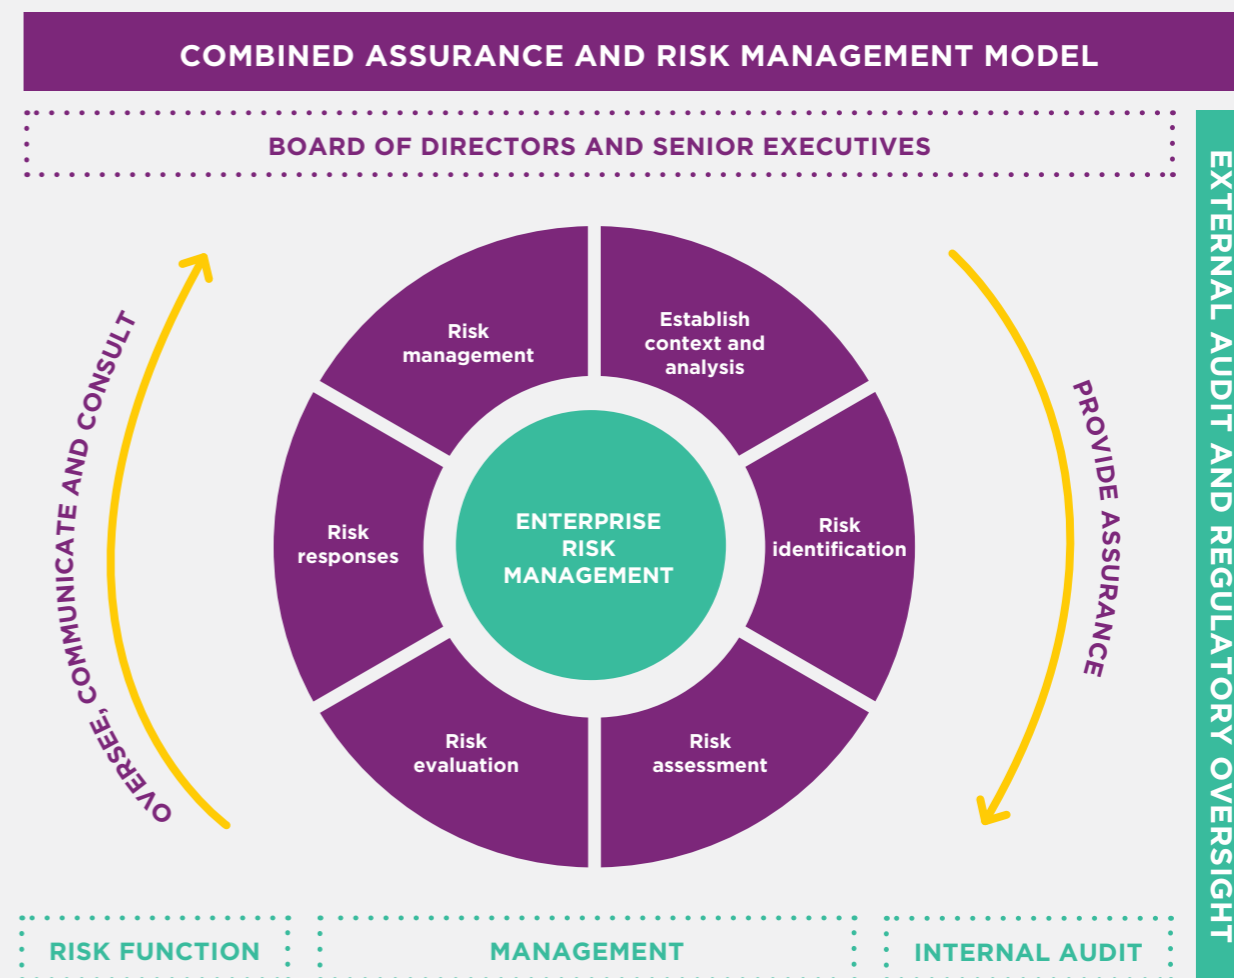 COMBINED ASSURANCE AND RISK MANAGEMENT MODEL
BOARD OF DIRECTORS AND SENIOR EXECUTIVES
EXTERNAL AUDIT AND REGULATORY OVERSIGHT
OVERSEE, COMMUNICATE AND CONSULT
PROVIDE ASSURANCE
Establish
context and
analysis
Risk
identification
Risk
assessment
Risk
evaluation
Risk
responses
Risk
management
ENTERPRISE
RISK
MANAGEMENT
RISK FUNCTION
MANAGEMENT
INTERNAL AUDIT